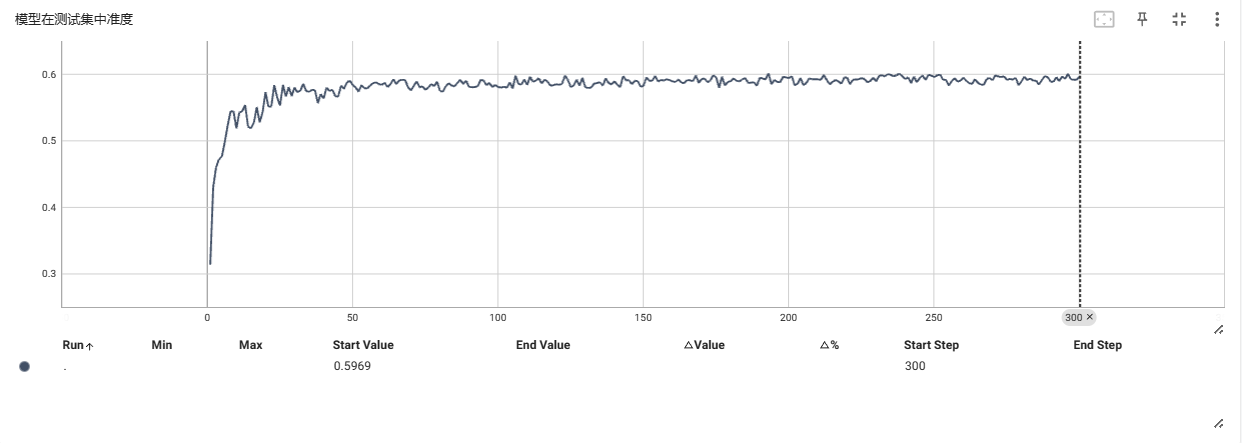 模型在测试集中准度
0.6
0.5
0.4
0.3
0 50 100 150 200 250 300 ×
Run↑ Min Max Start Value End Value △Value △% Start Step End Step
. 0.5969 300